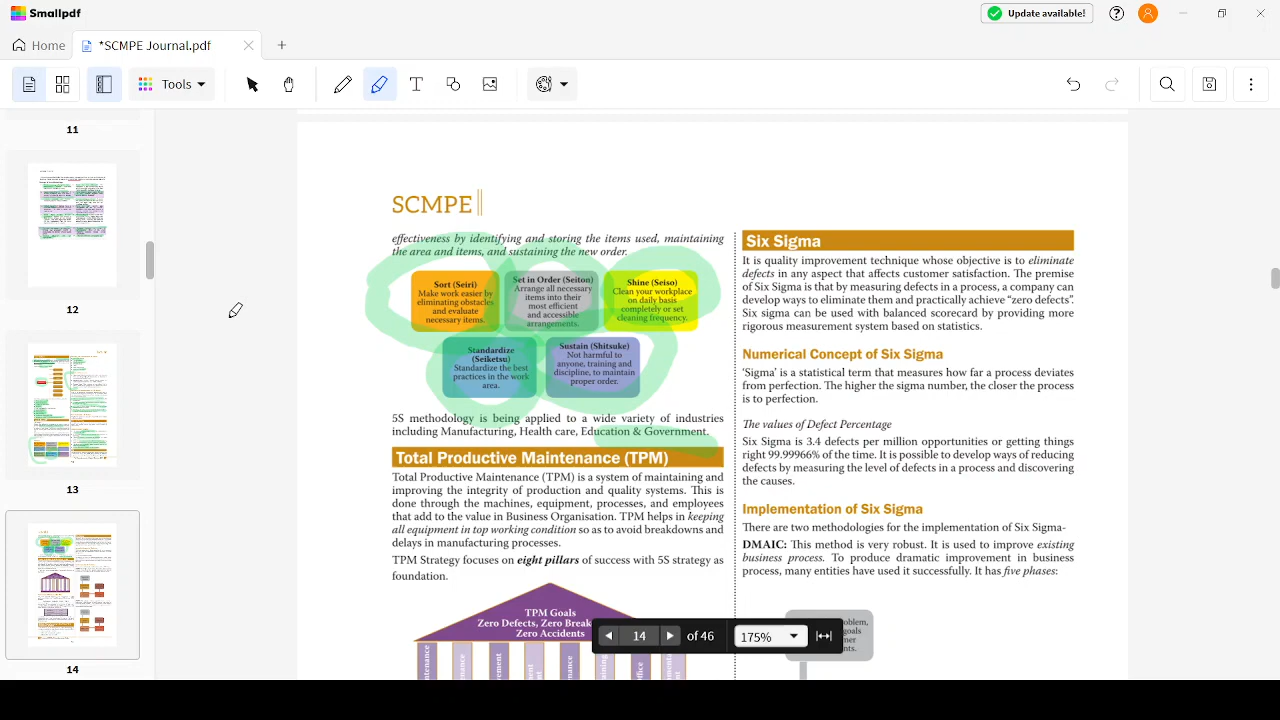 Smallpdf
Update available!
Home
*SCMPE Journal.pdf
Tools
11
12
13
14
SCMPE
effectiveness by identifying and storing the items used, maintaining
the area and items, and sustaining the new order.
Sort (Seiri)
Make work easier by
eliminating obstacles
and evaluate
necessary items.
Set in Order (Seiton)
Arrange all necessary
items into their
most efficient
and accessible
arrangements.
Shine (Seiso)
Clean your workplace
on daily basis
completely or set
cleaning frequency.
Standardize
(Seiketsu)
Standardize the best
practices in the work
area.
Sustain (Shitsuke)
Not harmful to
anyone, training and
discipline, to maintain
proper order.
5S methodology is being applied to a wide variety of industries
including Manufacturing, Health care, Education & Government.
Total Productive Maintenance (TPM)
Total Productive Maintenance (TPM) is a system of maintaining and
improving the integrity of production and quality systems. This is
done through the machines, equipment, processes, and employees
that add to the value in Business Organisation. TPM helps in keeping
all equipment in top working condition so as to avoid breakdowns and
delays in manufacturing processes.
TPM Strategy focuses on eight pillars of success with 5S strategy as
foundation.
TPM Goals
Zero Defects, Zero Break
Zero Accidents
Six Sigma
It is quality improvement technique whose objective is to eliminate
defects in any aspect that affects customer satisfaction. The premise
of Six Sigma is that by measuring defects in a process, a company can
develop ways to eliminate them and practically achieve “zero defects”.
Six sigma can be used with balanced scorecard by providing more
rigorous measurement system based on statistics.
Numerical Concept of Six Sigma
‘Sigma’ is a statistical term that measures how far a process deviates
from perfection. The higher the sigma number, the closer the process
is to perfection.
The values of Defect Percentage
Six Sigma is 3.4 defects per million opportunities or getting things
right 99.99966% of the time. It is possible to develop ways of reducing
defects by measuring the level of defects in a process and discovering
the causes.
Implementation of Six Sigma
There are two methodologies for the implementation of Six Sigma-
DMAIC: This method is very robust. It is used to improve existing
business process. To produce dramatic improvement in business
process, many entities have used it successfully. It has five phases:
14 of 46
175%